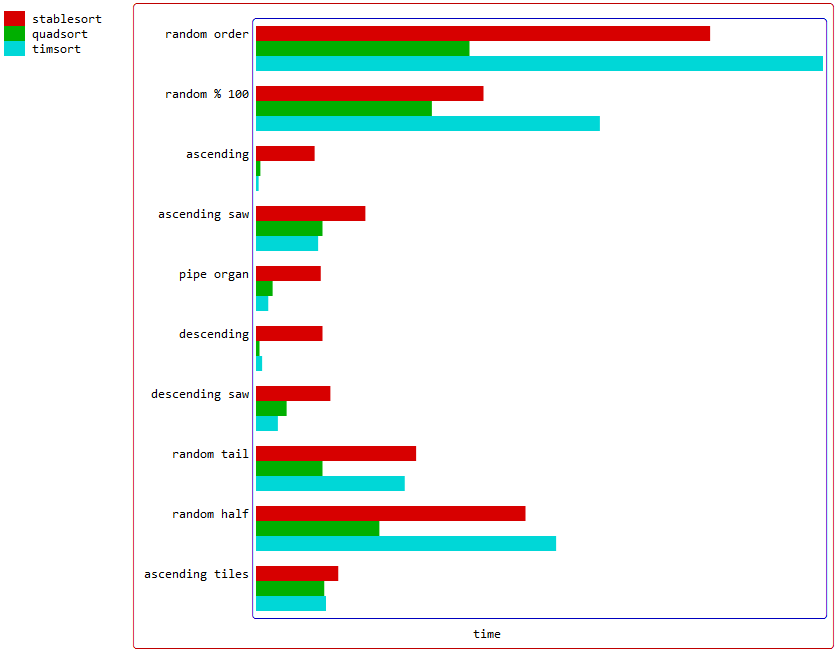 stablesort
quadsort
timsort
random order
random % 100
ascending
ascending saw
pipe organ
descending
descending saw
random tail
random half
ascending tiles
time